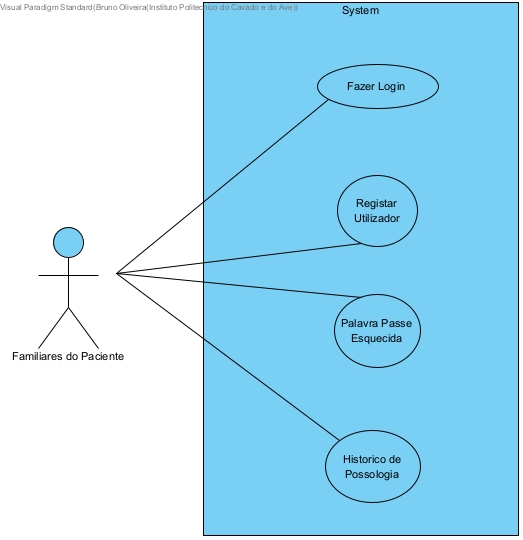 Visual Paradigm Standard(Bruno Oliveira(Instituto Politecnico do Cavado e do Ave))
System
Fazer Login
Registar
Utilizador
Palavra Passe
Esquecida
Familiares do Paciente
Historico de
Possologia